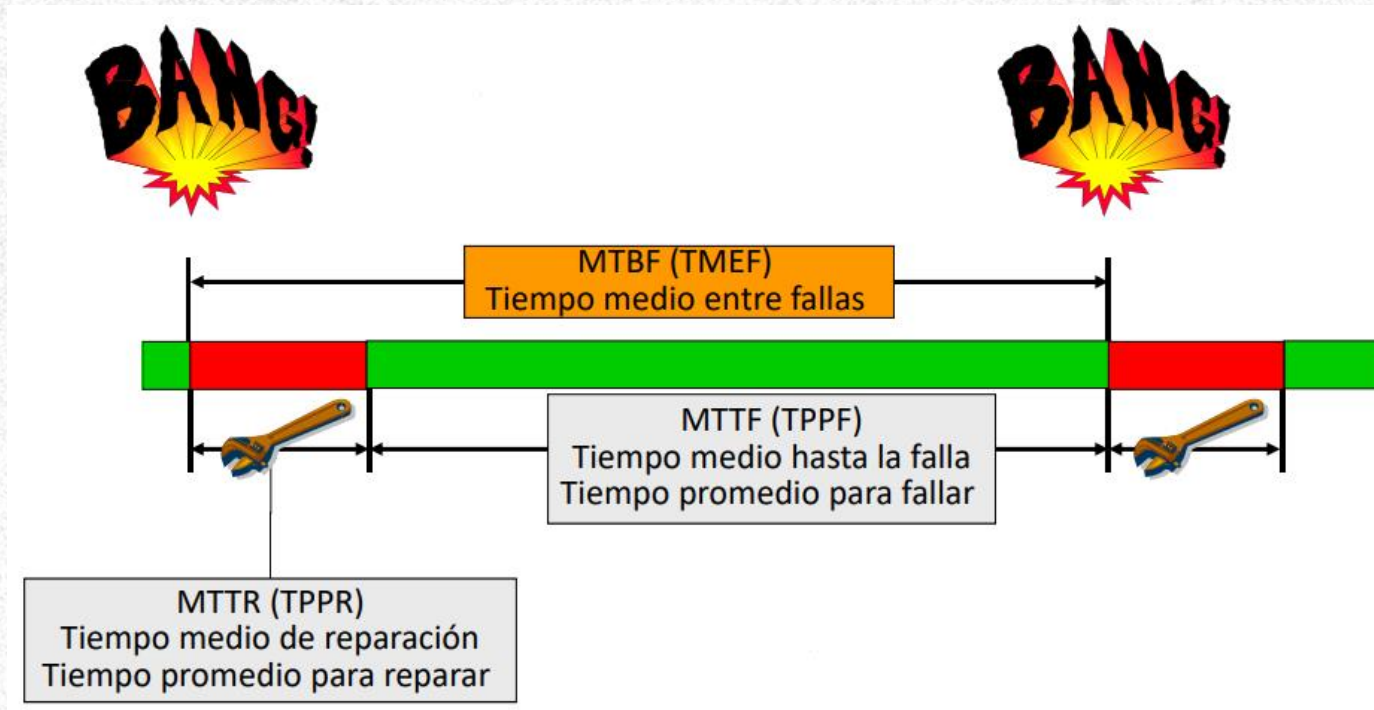 BANG!
BANG!
MTBF (TMEF)
Tiempo medio entre fallas
MTTF (TPPF)
Tiempo medio hasta la falla
Tiempo promedio para fallar
MTTR (TPPR)
Tiempo medio de reparación
Tiempo promedio para reparar